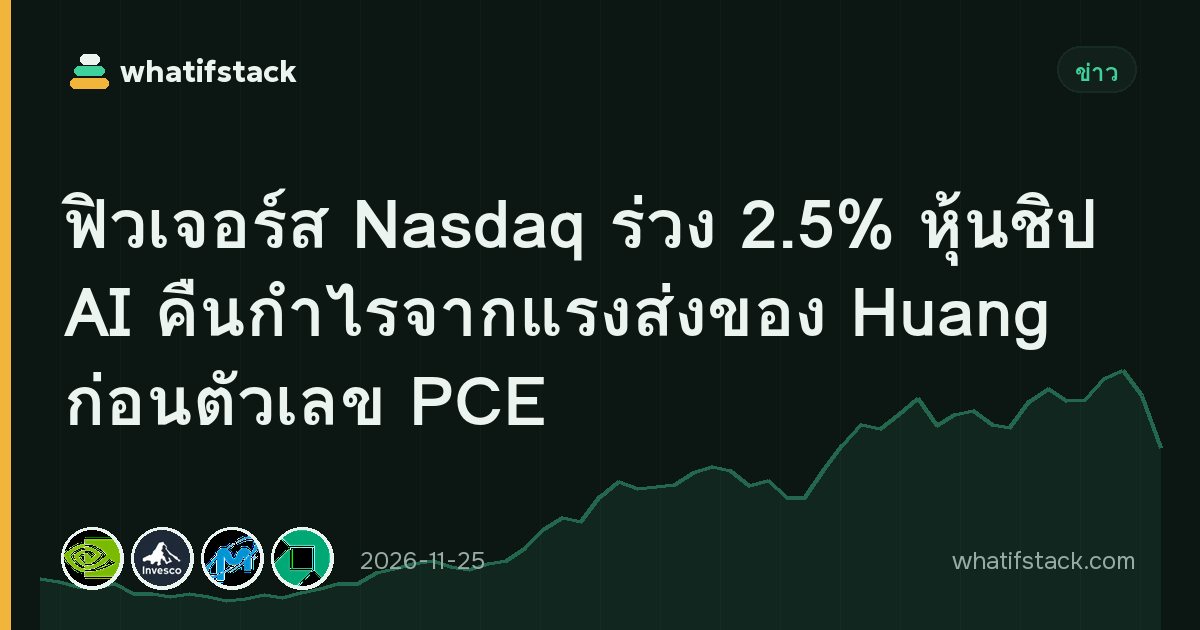 whatifstack
ข่าว
ฟิวเจอร์ส Nasdaq ร่วง 2.5% หุ้นชิป
AI คืนกำไรจากแรงส่งของ Huang
ก่อนตัวเลข PCE
Invesco
2026-11-25
whatifstack.com